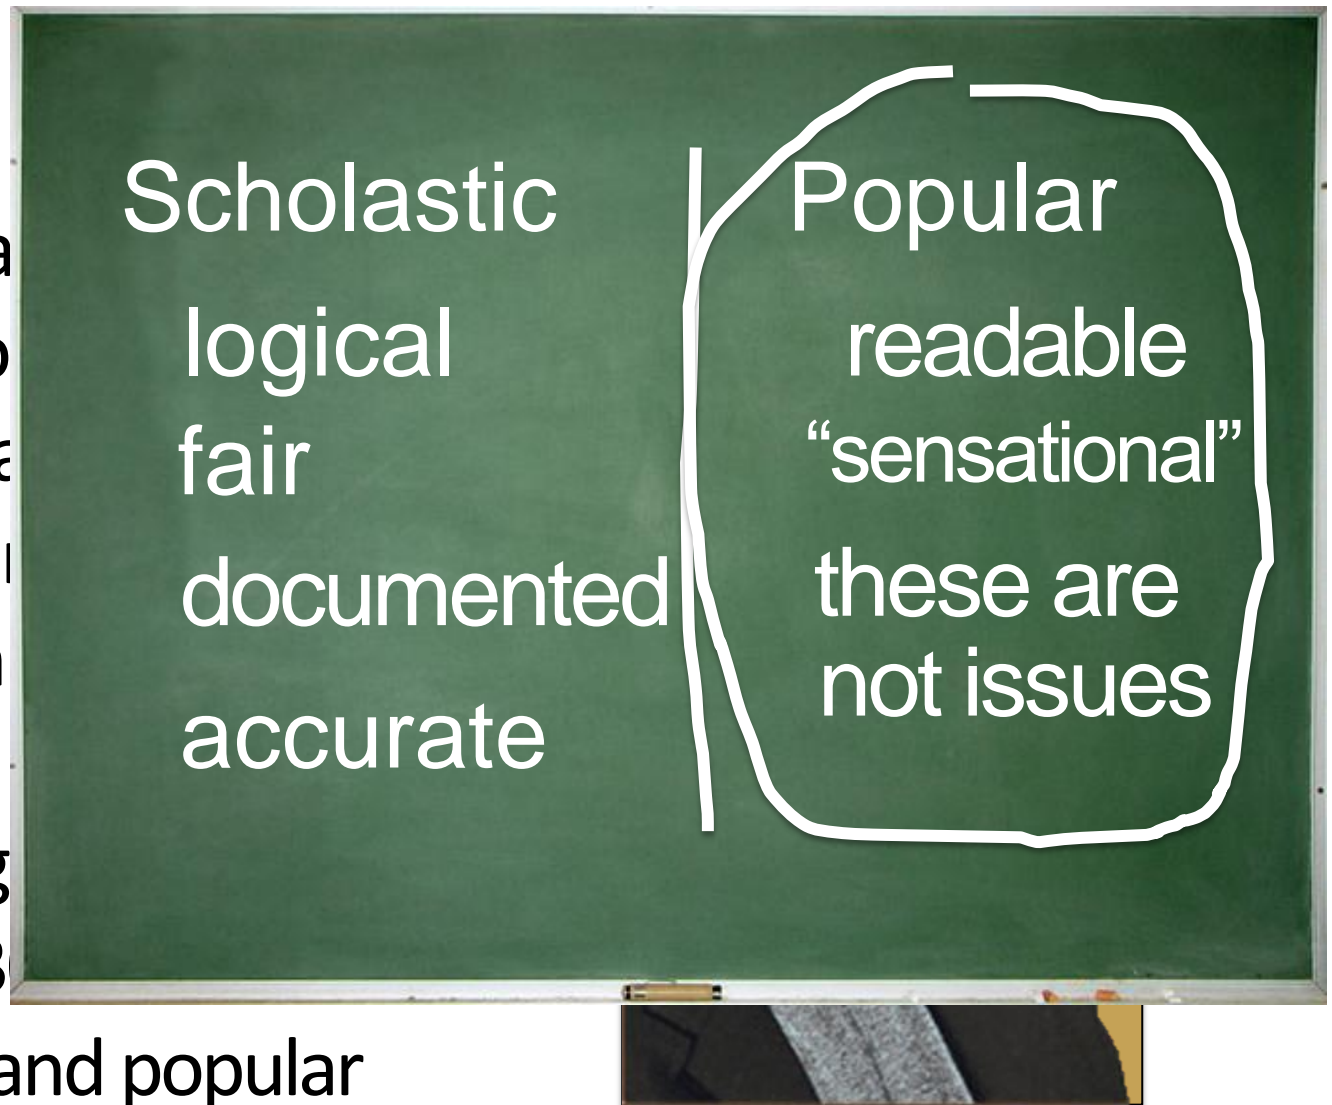 Scholastic
logical
fair
documented
accurate
Popular
readable
“sensational”
these are
not issues
and popular